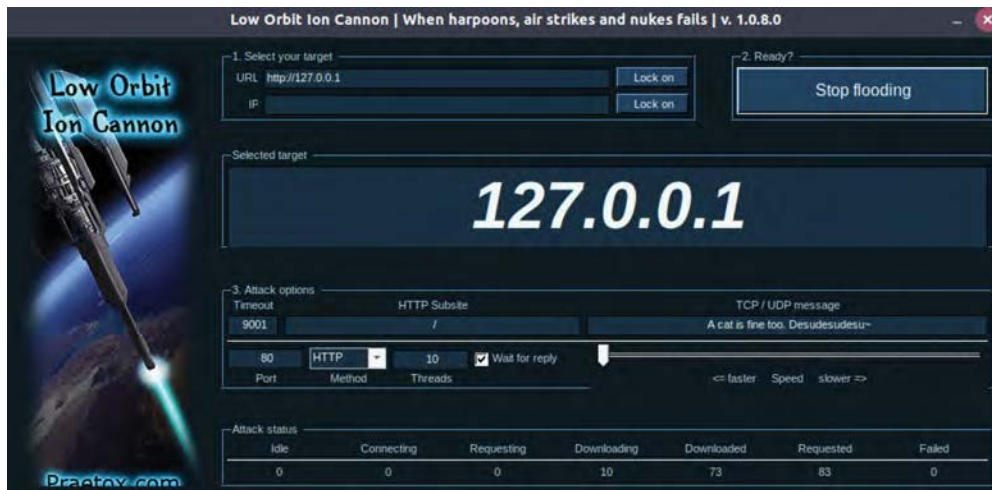 Low Orbit Ion Cannon | When harpoons, air strikes and nukes fails | v. 1.0.8.0
Low Orbit
Ion Cannon
Praetox.com
1. Select your target
URL http://127.0.0.1 Lock on
IP Lock on
2. Ready?
Stop flooding
Selected target
127.0.0.1
3. Attack options
Timeout HTTP Subsite TCP / UDP message
9001 / A cat is fine too. Desudesudesu~
80 HTTP 10 Wait for reply
Port Method Threads <= faster Speed slower =>
Attack status
Idle Connecting Requesting Downloading Downloaded Requested Failed
0 0 0 10 73 83 0